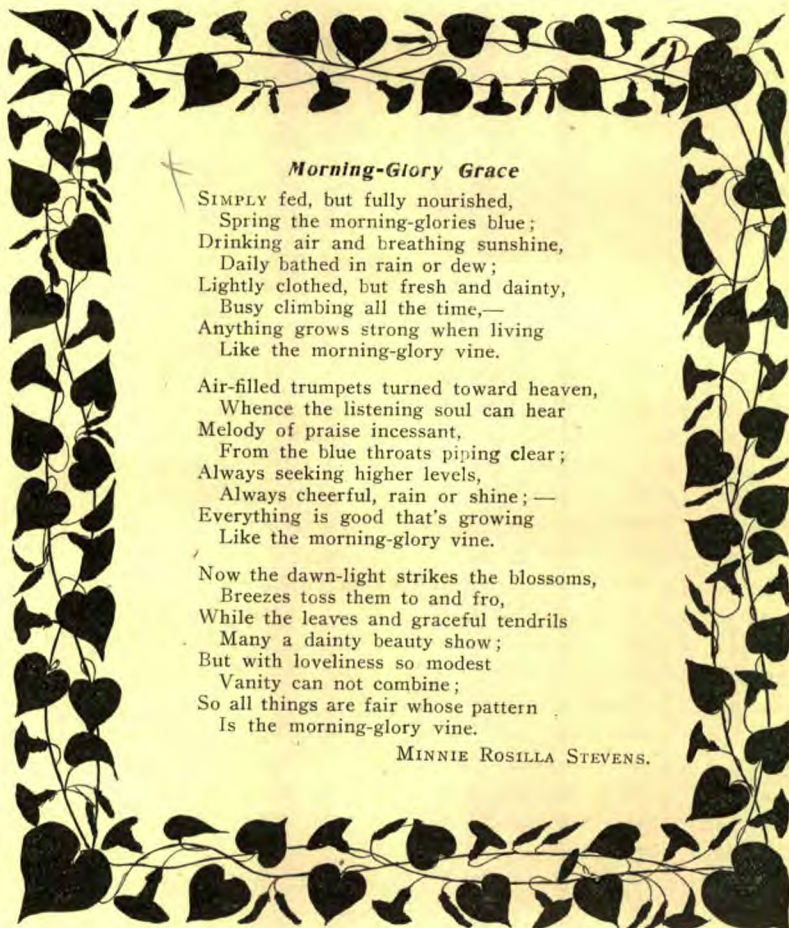 Morning-Glory Grace
SIMPLY fed, but fully nourished,
Spring the morning-glories blue;
Drinking air and breathing sunshine,
Daily bathed in rain or dew;
Lightly clothed, but fresh and dainty,
Busy climbing all the time,—
Anything grows strong when living
Like the morning-glory vine.
Air-filled trumpets turned toward heaven,
Whence the listening soul can hear
Melody of praise incessant,
From the blue throats piping clear;
Always seeking higher levels,
Always cheerful, rain or shine; —
Everything is good that's growing
Like the morning-glory vine.
Now the dawn-light strikes the blossoms,
Breezes toss them to and fro,
While the leaves and graceful tendrils
Many a dainty beauty show;
But with loveliness so modest
Vanity can not combine;
So all things are fair whose pattern
Is the morning-glory vine.
MINNIE ROSILLA STEVENS.